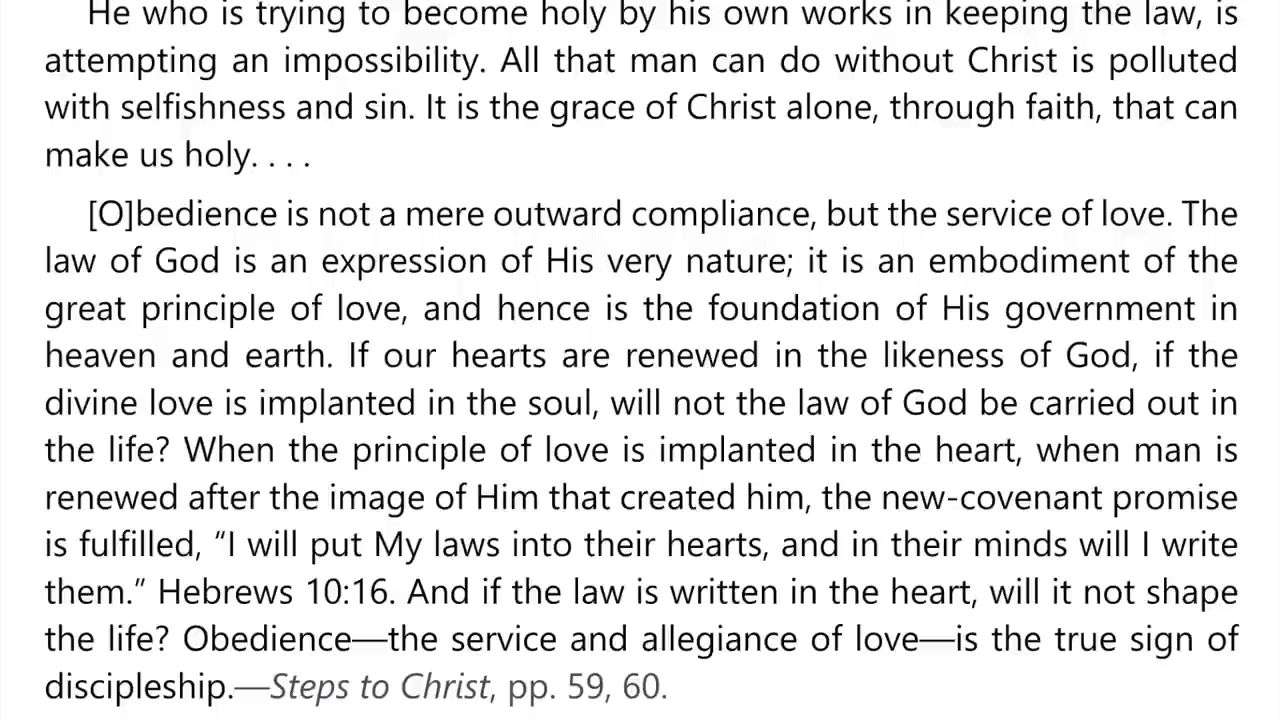 He who is trying to become holy by his own works in keeping the law, is
attempting an impossibility. All that man can do without Christ is polluted
with selfishness and sin. It is the grace of Christ alone, through faith, that can
make us holy. . . .
[O]bedience is not a mere outward compliance, but the service of love. The
law of God is an expression of His very nature; it is an embodiment of the
great principle of love, and hence is the foundation of His government in
heaven and earth. If our hearts are renewed in the likeness of God, if the
divine love is implanted in the soul, will not the law of God be carried out in
the life? When the principle of love is implanted in the heart, when man is
renewed after the image of Him that created him, the new-covenant promise
is fulfilled, “I will put My laws into their hearts, and in their minds will I write
them.” Hebrews 10:16. And if the law is written in the heart, will it not shape
the life? Obedience—the service and allegiance of love—is the true sign of
discipleship.—Steps to Christ, pp. 59, 60.